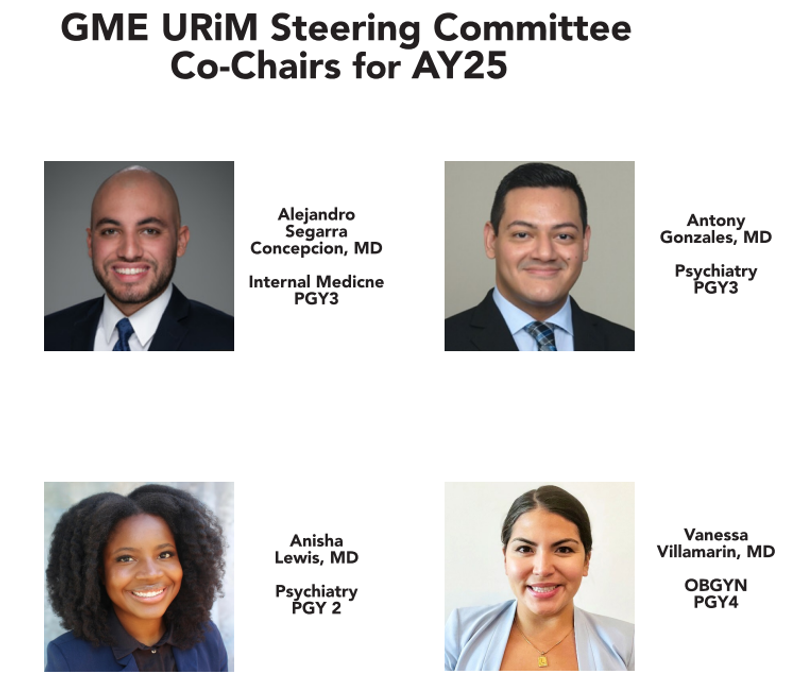 GME URiM Steering Committee
Co-Chairs for AY25
Alejandro
Segarra
Concepcion, MD
Internal Medicne
PGY3
Antony
Gonzales, MD
Psychiatry
PGY3
Anisha
Lewis, MD
Psychiatry
PGY 2
Vanessa
Villamarin, MD
OBGYN
PGY4